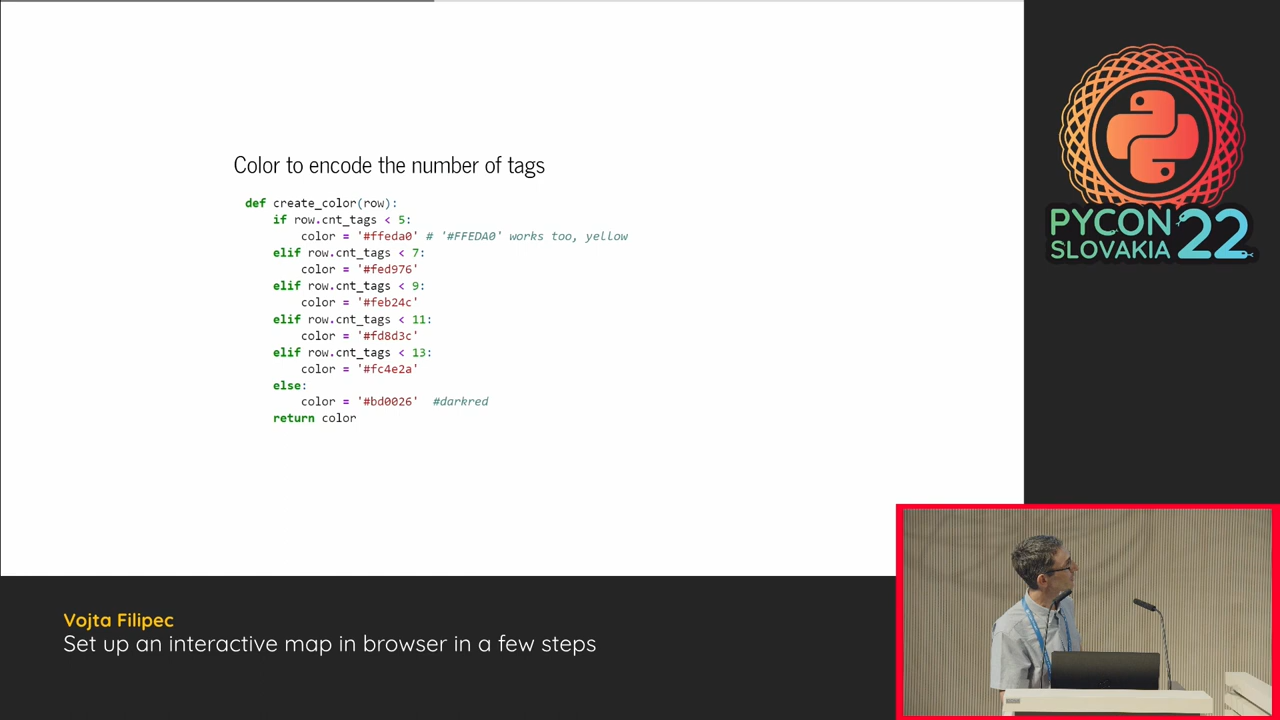 Color to encode the number of tags
def create_color(row):
    if row.cnt_tags < 5:
        color = '#ffeda0' # '#FFEDA0' works too, yellow
    elif row.cnt_tags < 7:
        color = '#fed976'
    elif row.cnt_tags < 9:
        color = '#feb24c'
    elif row.cnt_tags < 11:
        color = '#fd8d3c'
    elif row.cnt_tags < 13:
        color = '#fc4e2a'
    else:
        color = '#bd0026'  #darkred
    return color
PYCON
SLOVAKIA 22
Vojta Filipec
Set up an interactive map in browser in a few steps